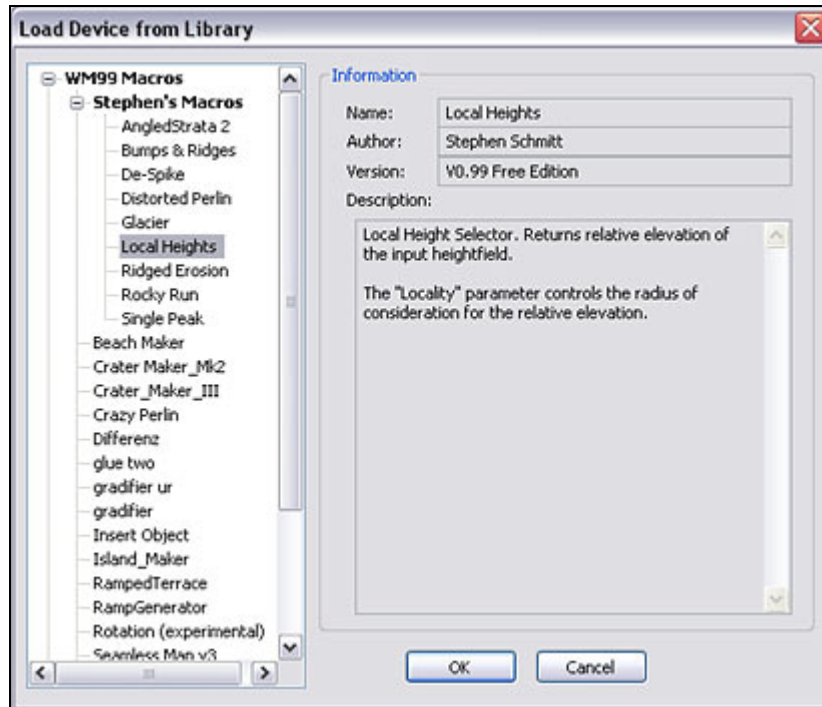 Load Device from Library
WM99 Macros
Stephen's Macros
AngledStrata 2
Bumps & Ridges
De-Spike
Distorted Perlin
Glacier
Local Heights
Ridged Erosion
Rocky Run
Single Peak
Beach Maker
Crater Maker_Mk2
Crater_Maker_III
Crazy Perlin
Differenz
glue two
gradifier ur
gradifier
Insert Object
Island_Maker
RampedTerrace
RampGenerator
Rotation (experimental)
Seamless Map v3
Information
Name: Local Heights
Author: Stephen Schmitt
Version: V0.99 Free Edition
Description:
Local Height Selector. Returns relative elevation of
the input heightfield.
The "Locality" parameter controls the radius of
consideration for the relative elevation.
OK
Cancel